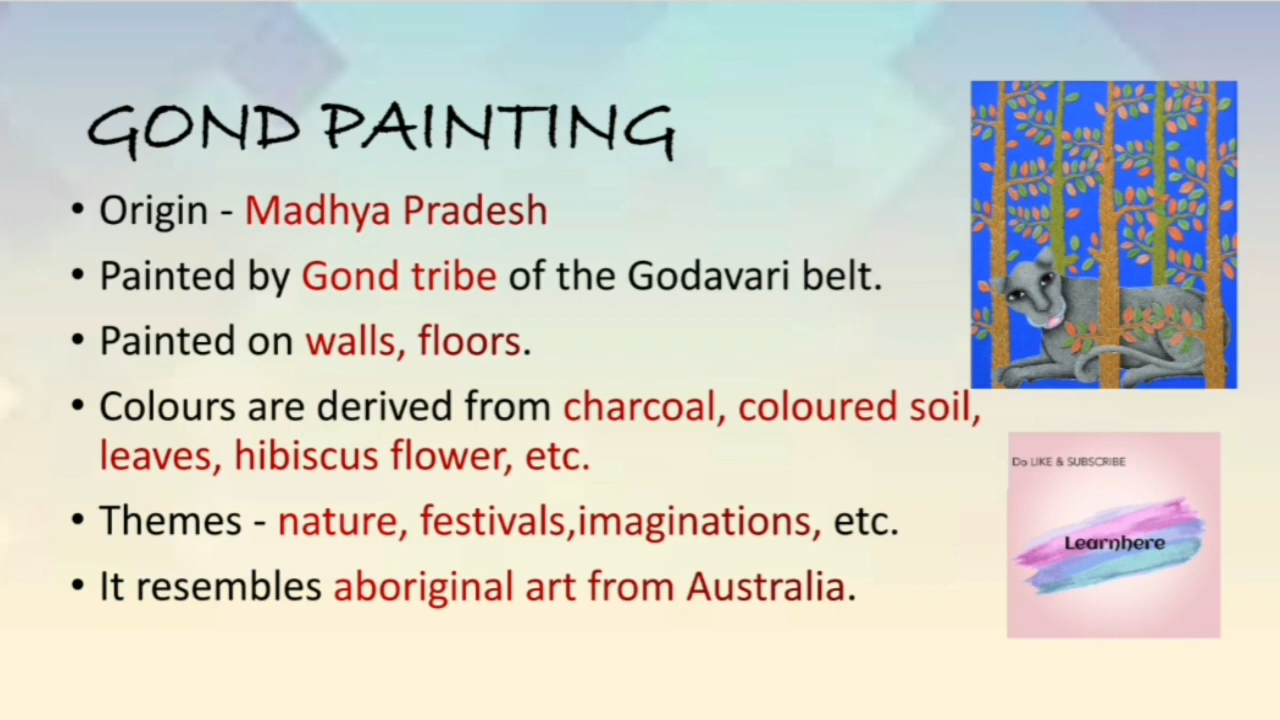 GOND PAINTING
• Origin - Madhya Pradesh
• Painted by Gond tribe of the Godavari belt.
• Painted on walls, floors.
• Colours are derived from charcoal, coloured soil,
leaves, hibiscus flower, etc.
• Themes - nature, festivals,imaginations, etc.
• It resembles aboriginal art from Australia.
Do LIKE & SUBSCRIBE
Learnhere